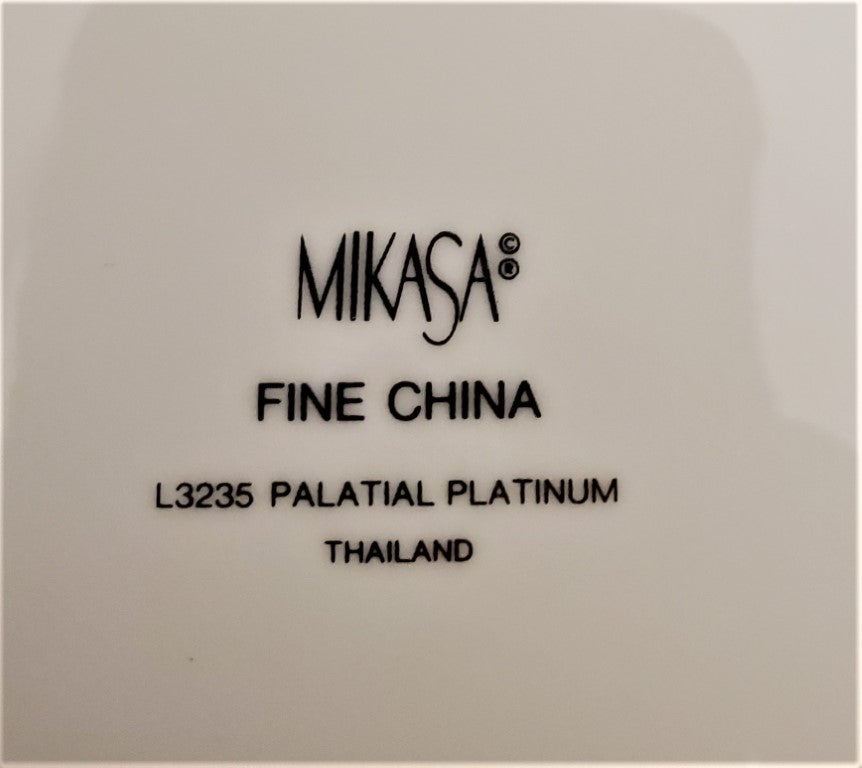 MIKASA©®
FINE CHINA
L3235 PALATIAL PLATINUM
THAILAND